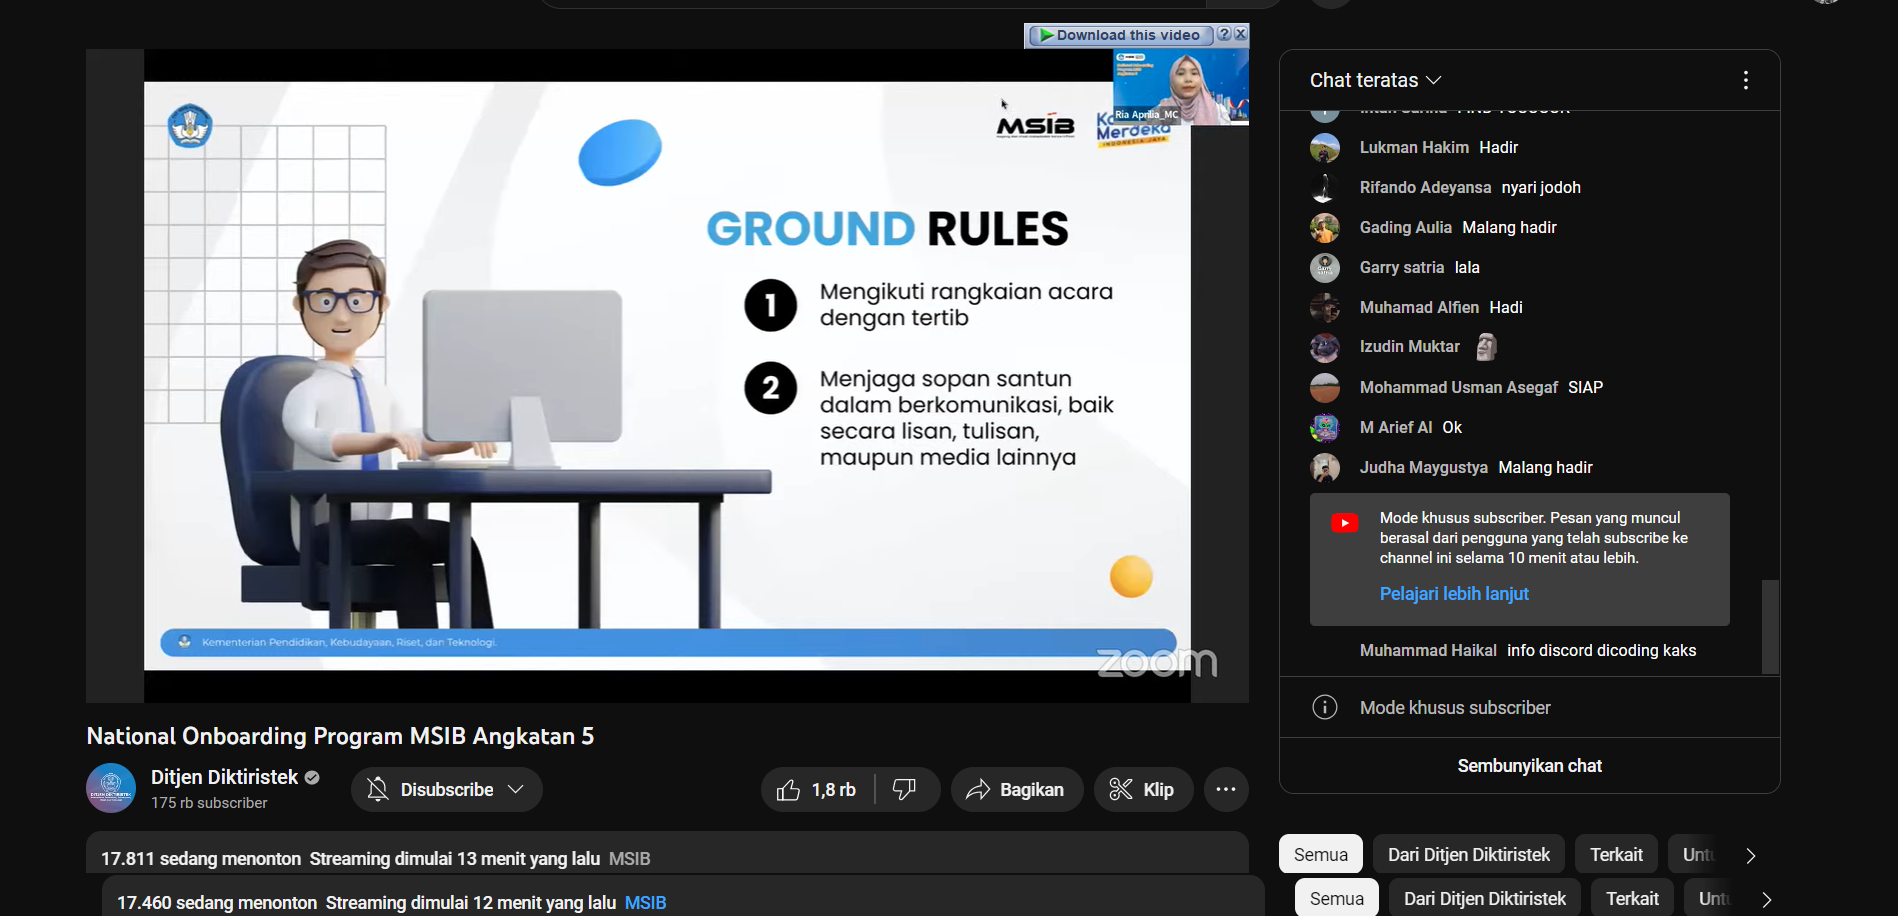 Download this video
?
X
Ria Aprilia_MC
MSIB
Merdeka
INDONESIA JAYA
GROUND RULES
1
Mengikuti rangkaian acara
dengan tertib
2
Menjaga sopan santun
dalam berkomunikasi, baik
secara lisan, tulisan,
maupun media lainnya
Kementerian Pendidikan, Kebudayaan, Riset, dan Teknologi.
zoom
National Onboarding Program MSIB Angkatan 5
Ditjen Diktiristek
175 rb subscriber
Disubscribe
1,8 rb
Bagikan
Klip
17.811 sedang menonton Streaming dimulai 13 menit yang lalu MSIB
17.460 sedang menonton Streaming dimulai 12 menit yang lalu MSIB
Chat teratas
Lukman Hakim Hadir
Rifando Adeyansa nyari jodoh
Gading Aulia Malang hadir
Garry satria lala
Muhamad Alfien Hadi
Izudin Muktar 🗿
Mohammad Usman Asegaf SIAP
M Arief Al Ok
Judha Maygustya Malang hadir
Mode khusus subscriber. Pesan yang muncul
berasal dari pengguna yang telah subscribe ke
channel ini selama 10 menit atau lebih.
Pelajari lebih lanjut
Muhammad Haikal info discord dicoding kaks
Mode khusus subscriber
Sembunyikan chat
Semua Dari Ditjen Diktiristek Terkait
Semua Dari Ditjen Diktiristek Terkait